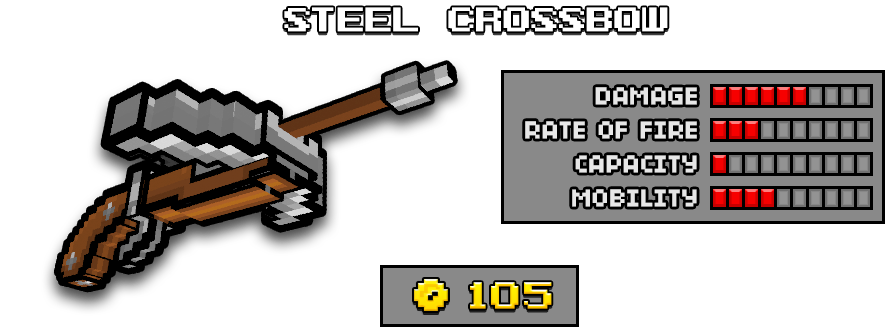 STEEL CROSSBOW
DAMAGE
RATE OF FIRE
CAPACITY
MOBILITY
105